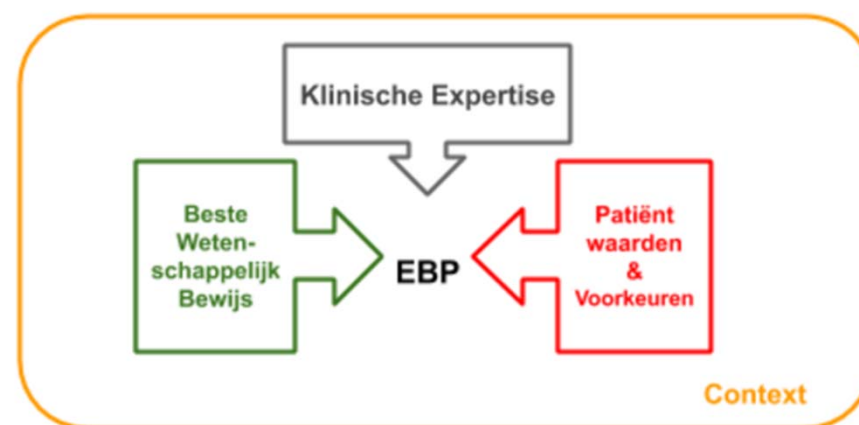 Klinische Expertise
Beste
Weten-
schappelijk
Bewijs
EBP
Patiënt
waarden
&
Voorkeuren
Context